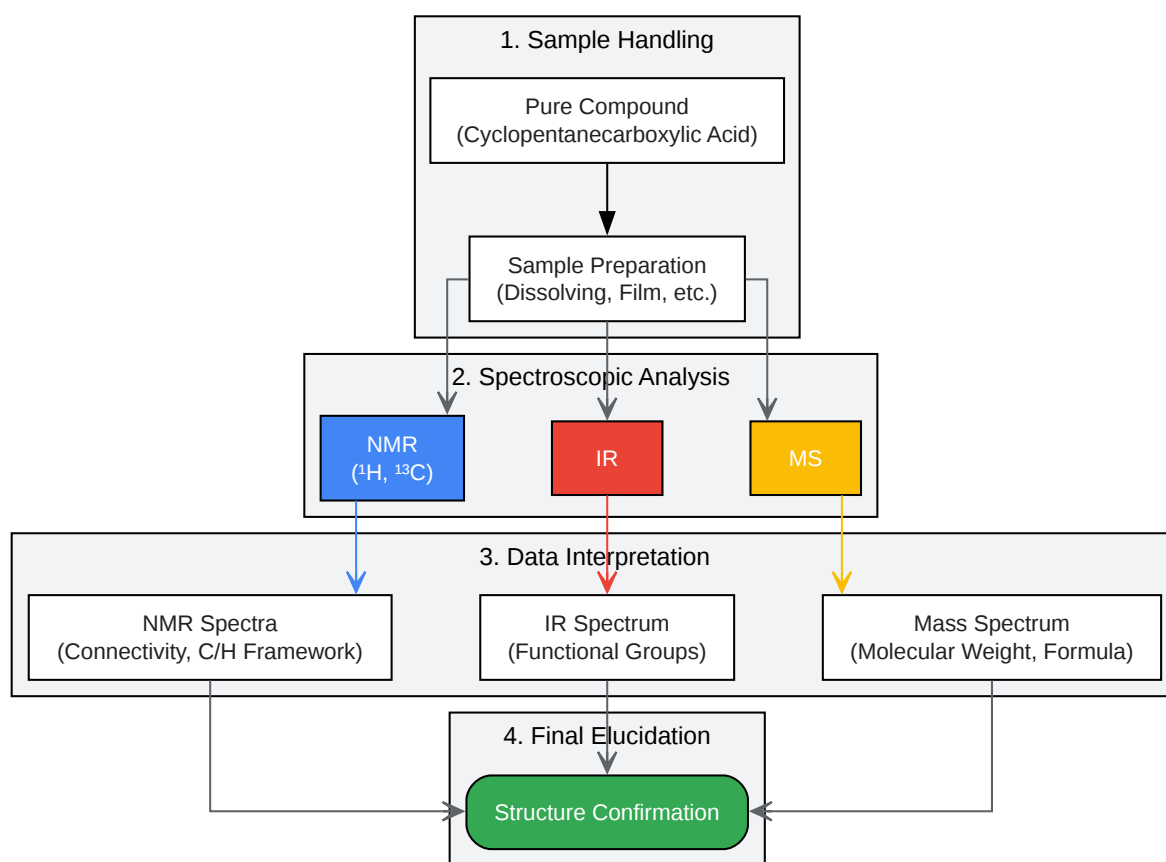 1. Sample Handling
Pure Compound
(Cyclopentanecarboxylic Acid)
Sample Preparation
(Dissolving, Film, etc.)
2. Spectroscopic Analysis
NMR
(¹H, ¹³C)
IR
MS
3. Data Interpretation
NMR Spectra
(Connectivity, C/H Framework)
IR Spectrum
(Functional Groups)
Mass Spectrum
(Molecular Weight, Formula)
4. Final Elucidation
Structure Confirmation